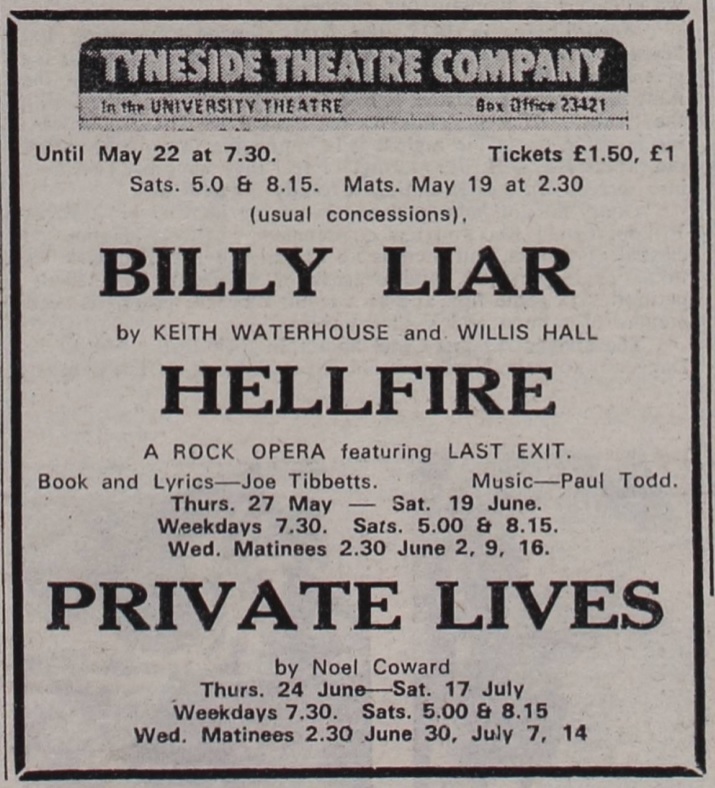 TYNESIDE THEATRE COMPANY
In the UNIVERSITY THEATRE Box Office 23421
Until May 22 at 7.30. Tickets £1.50, £1
Sats. 5.0 & 8.15. Mats. May 19 at 2.30
(usual concessions).
BILLY LIAR
by KEITH WATERHOUSE and WILLIS HALL
HELLFIRE
A ROCK OPERA featuring LAST EXIT.
Book and Lyrics—Joe Tibbetts. Music—Paul Todd.
Thurs. 27 May — Sat. 19 June.
Weekdays 7.30. Sats. 5.00 & 8.15.
Wed. Matinees 2.30 June 2, 9, 16.
PRIVATE LIVES
by Noel Coward
Thurs. 24 June—Sat. 17 July
Weekdays 7.30. Sats. 5.00 & 8.15
Wed. Matinees 2.30 June 30, July 7, 14